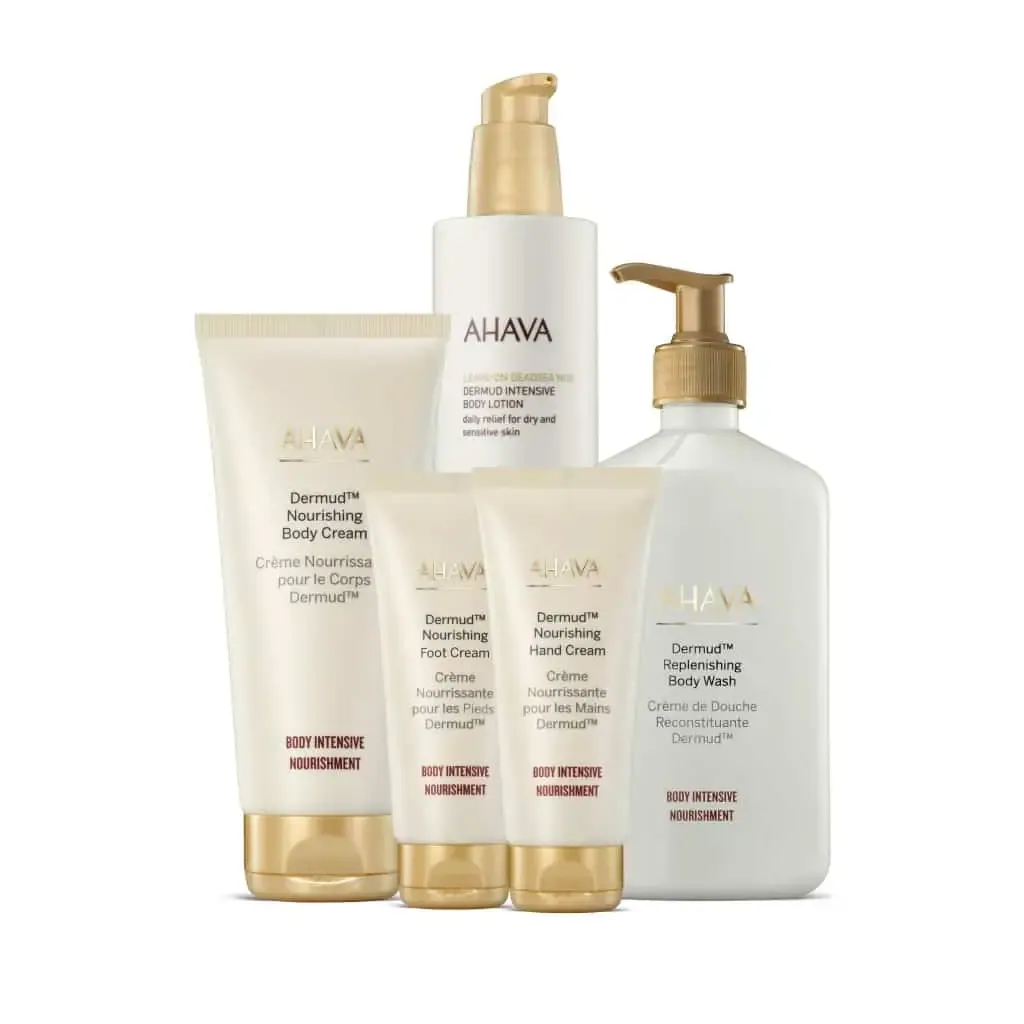 AHAVA
DERMUD INTENSIVE
BODY LOTION
daily relief for dry and
sensitive skin
AHAVA
Dermud™
Nourishing
Body Cream
Crème
pour le Corps
Dermud™
BODY INTENSIVE
NOURISHMENT
AHAVA
Dermud™
Nourishing
Foot Cream
Crème
Nourrissante
pour les Pieds
Dermud™
BODY INTENSIVE
NOURISHMENT
AHAVA
Dermud™
Nourishing
Hand Cream
Crème
Nourrissante
pour les Mains
Dermud™
BODY INTENSIVE
NOURISHMENT
AHAVA
Dermud™
Replenishing
Body Wash
Crème de Douche
Reconstituante
Dermud™
BODY INTENSIVE
NOURISHMENT